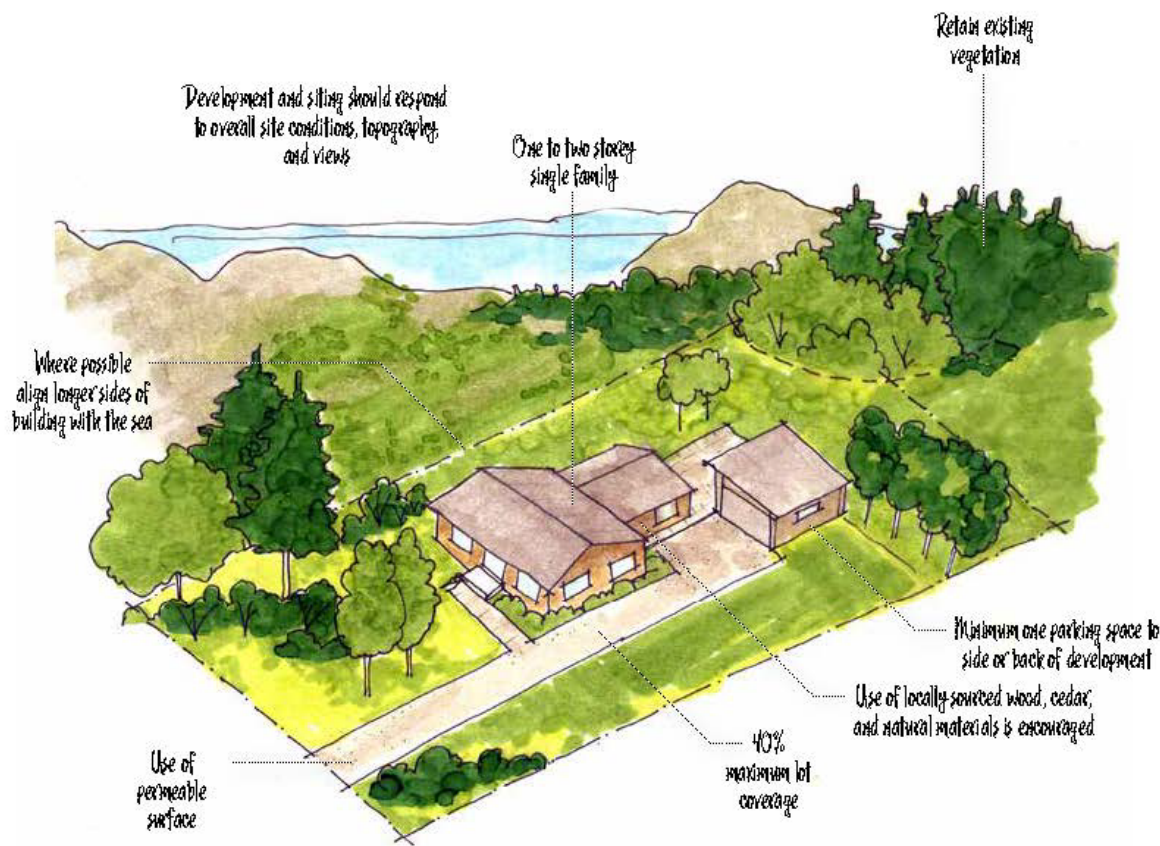 Retain existing
vegetation
Development and siting should respond
to overall site conditions, topography,
and views
One to two storey
single family
Where possible
align longer sides of
building with the sea
Minimum one parking space to
side or back of development
Use of locally sourced wood, cedar,
and natural materials is encouraged
40%
maximum lot
coverage
Use of
permeable
surface